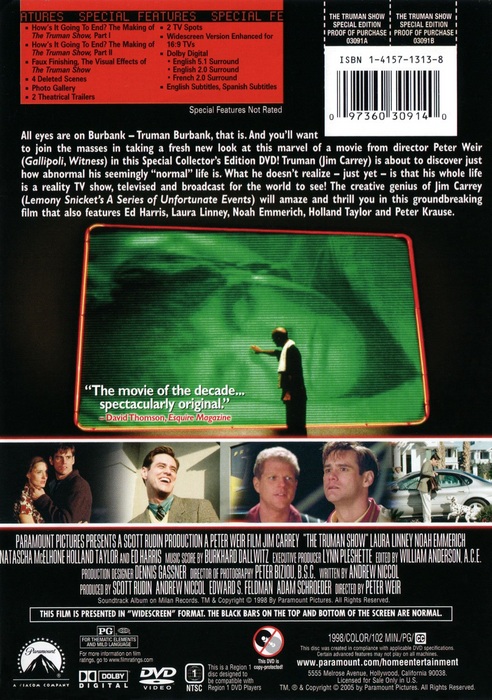 ATURES SPECIAL FEATURES SPECIAL FE
• How's It Going To End? The Making of
The Truman Show, Part I
• How's It Going To End? The Making of
The Truman Show, Part II
• Faux Finishing, The Visual Effects of
The Truman Show
• 4 Deleted Scenes
• Photo Gallery
• 2 Theatrical Trailers
• 2 TV Spots
• Widescreen Version Enhanced for
16:9 TVs
• Dolby Digital
• English 5.1 Surround
• English 2.0 Surround
• French 2.0 Surround
• English Subtitles, Spanish Subtitles
Special Features Not Rated
THE TRUMAN SHOW
SPECIAL EDITION
PROOF OF PURCHASE
03091A
THE TRUMAN SHOW
SPECIAL EDITION
PROOF OF PURCHASE
03091B
ISBN 1-4157-1313-8
0 97360 30914 0
All eyes are on Burbank – Truman Burbank, that is. And you'll want
to join the masses in taking a fresh new look at this marvel of a movie from director Peter Weir
(Gallipoli, Witness) in this Special Collector's Edition DVD! Truman (Jim Carrey) is about to discover just
how abnormal his seemingly "normal" life is. What he doesn't realize – just yet – is that his whole life
is a reality TV show, televised and broadcast for the world to see! The creative genius of Jim Carrey
(Lemony Snicket's A Series of Unfortunate Events) will amaze and thrill you in this groundbreaking
film that also features Ed Harris, Laura Linney, Noah Emmerich, Holland Taylor and Peter Krause.
"The movie of the decade...
spectacularly original."
–David Thomson, Esquire Magazine
PARAMOUNT PICTURES PRESENTS A SCOTT RUDIN PRODUCTION A PETER WEIR FILM JIM CARREY "THE TRUMAN SHOW" LAURA LINNEY NOAH EMMERICH
NATASCHA McELHONE HOLLAND TAYLOR AND ED HARRIS MUSIC SCORE BY BURKHARD DALLWITZ EXECUTIVE PRODUCER LYNN PLESHETTE EDITED BY WILLIAM ANDERSON, A.C.E.
PRODUCTION DESIGNER DENNIS GASSNER DIRECTOR OF PHOTOGRAPHY PETER BIZIOU, B.S.C. WRITTEN BY ANDREW NICCOL
PRODUCED BY SCOTT RUDIN ANDREW NICCOL EDWARD S. FELDMAN ADAM SCHROEDER DIRECTED BY PETER WEIR
Soundtrack Album on Milan Records. TM & Copyright © 1998 By Paramount Pictures. All Rights Reserved.
THIS FILM IS PRESENTED IN "WIDESCREEN" FORMAT. THE BLACK BARS ON THE TOP AND BOTTOM OF THE SCREEN ARE NORMAL.
Paramount
A VIACOM COMPANY
PG
FOR THEMATIC ELEMENTS
AND MILD LANGUAGE
For more information on film
ratings, go to www.filmratings.com
DOLBY
DIGITAL
DVD
VIDEO
1
NTSC
This is a Region 1
disc designed to
be compatible with
Region 1 DVD Players
This DVD is
copy-protected!
1998/COLOR/102 MIN./PG/CC
This disc was created in compliance with applicable DVD specifications.
Certain advanced features may not play on all machines.
www.paramount.com/homeentertainment
5555 Melrose Avenue, Hollywood, California 90038.
Licensed for Sale Only in U.S.
TM, ® & Copyright © 2005 by Paramount Pictures. All Rights Reserved.